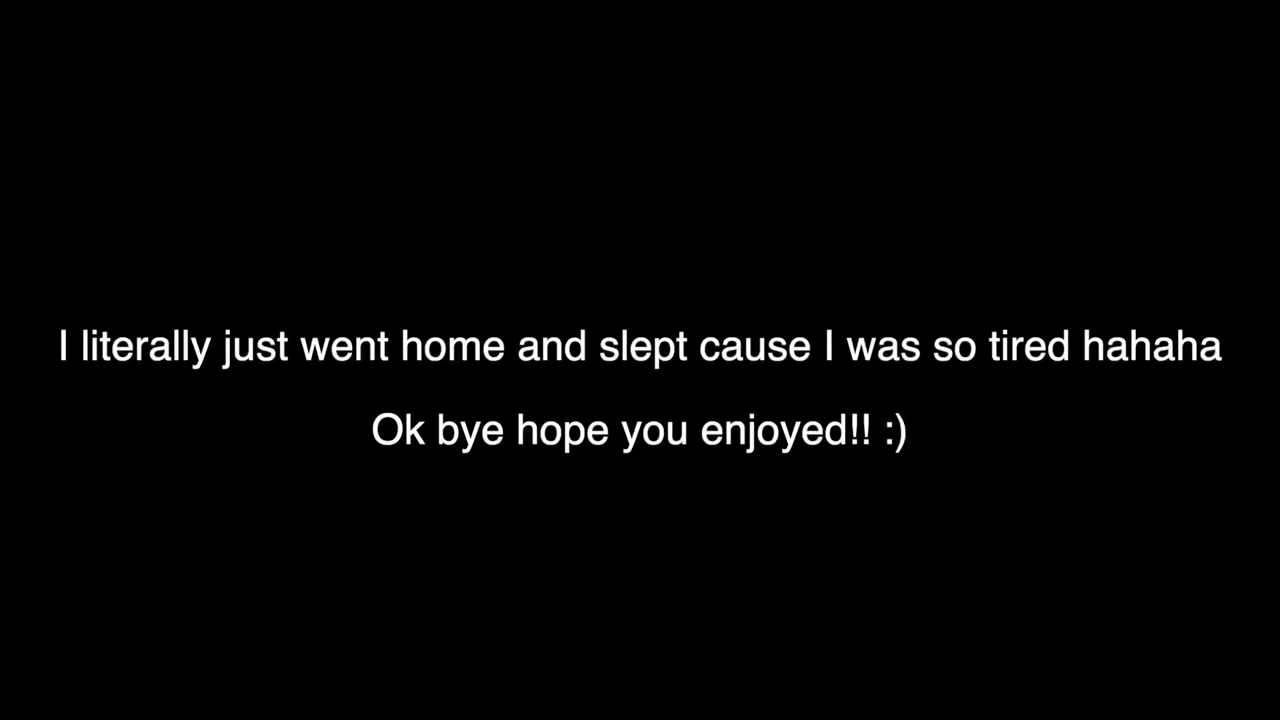 I literally just went home and slept cause I was so tired hahaha
Ok bye hope you enjoyed!! :)